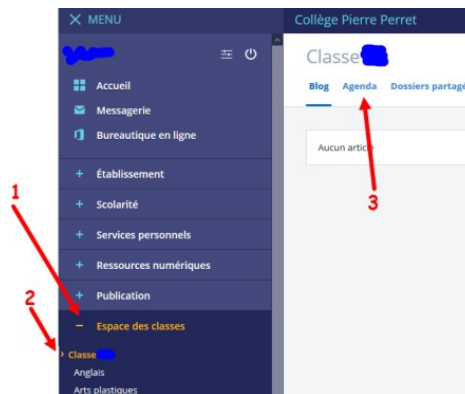 MENU
Collège Pierre Perret
Classe
Blog Agenda Dossiers partagé
Accueil
Messagerie
Bureautique en ligne
Aucun article
Établissement
1
Scolarité
3
Services personnels
Ressources numériques
2
Publication
Espace des classes
Classe
Anglais
Arts plastiques